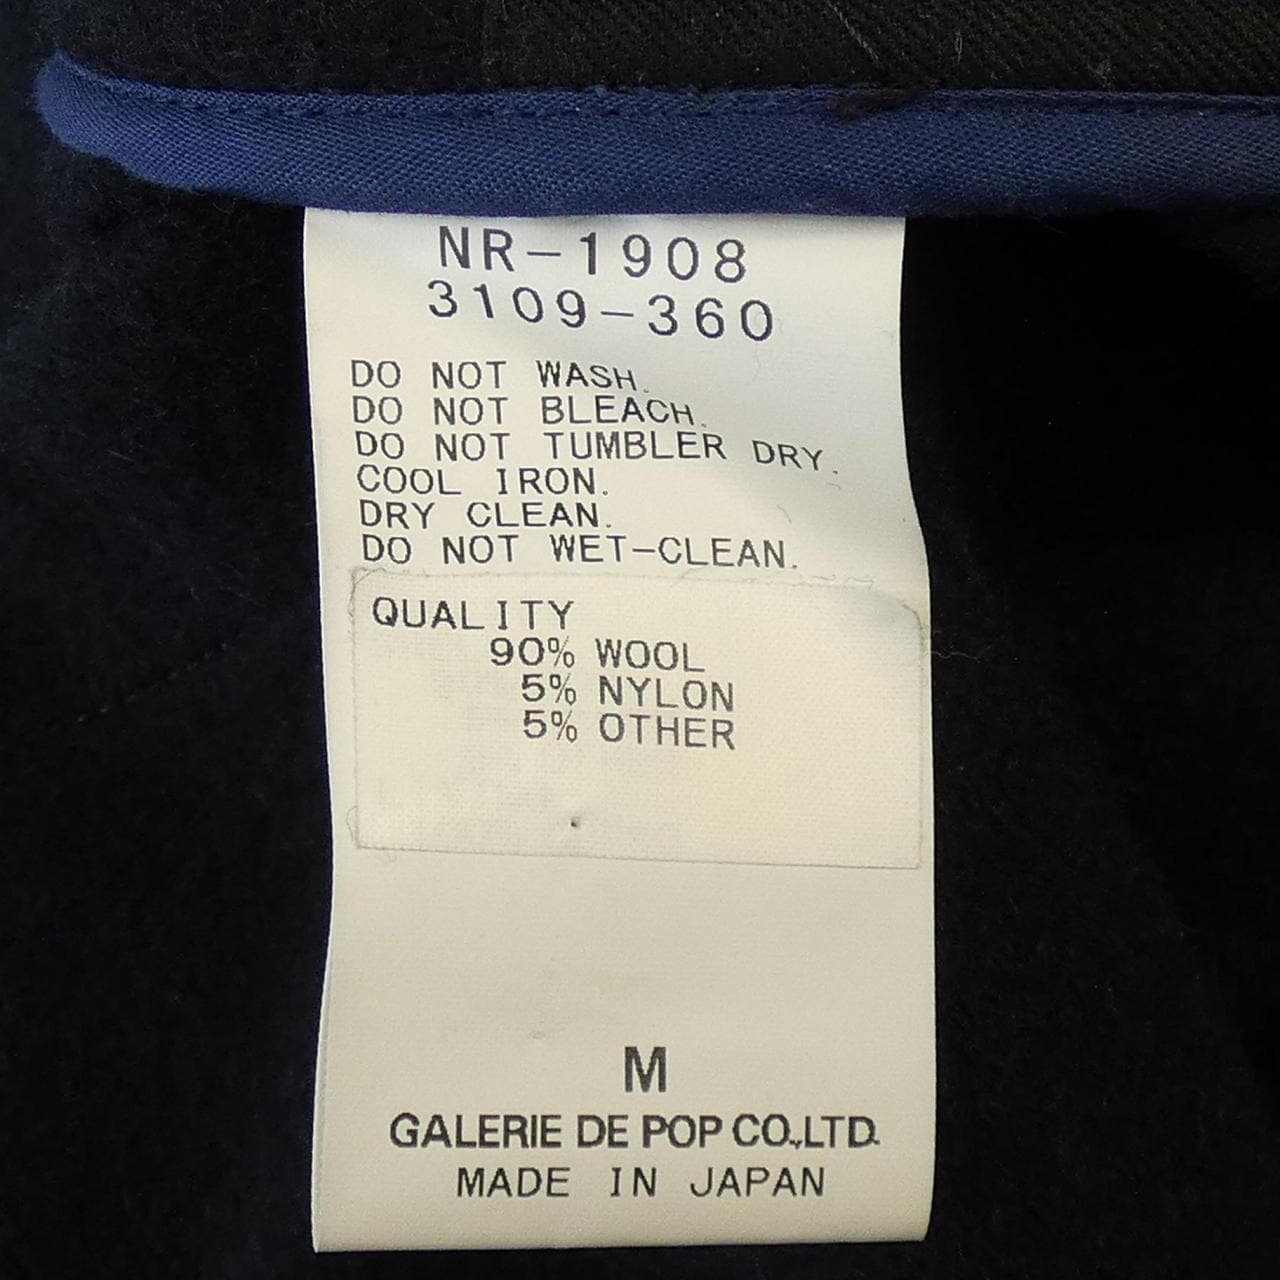 NR-1908
3109-360
DO NOT WASH.
DO NOT BLEACH.
DO NOT TUMBLER DRY.
COOL IRON.
DRY CLEAN.
DO NOT WET-CLEAN.
QUALITY
90% WOOL
5% NYLON
5% OTHER
M
GALERIE DE POP CO.,LTD.
MADE IN JAPAN